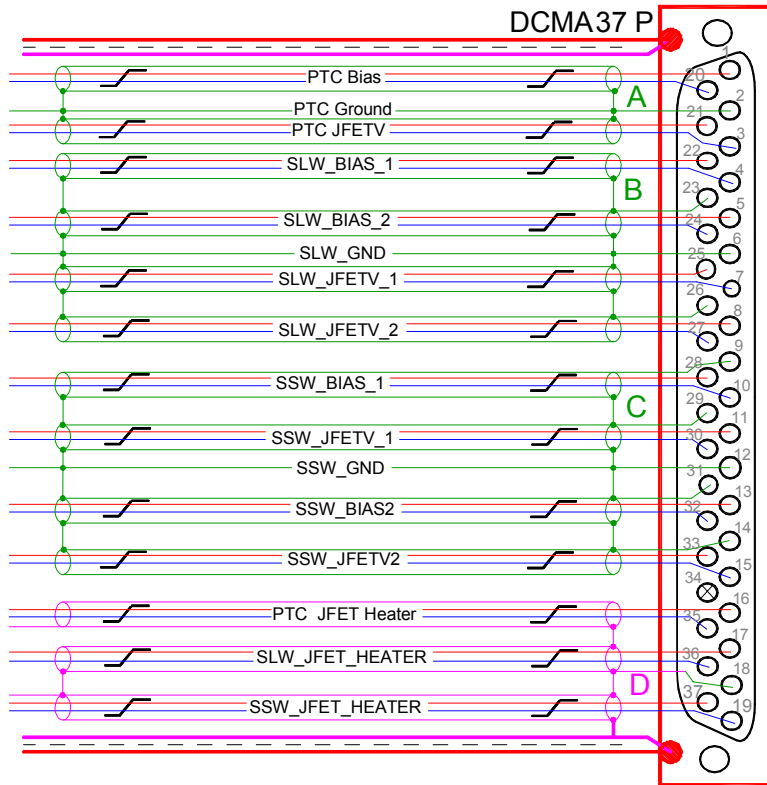 DCMA37 P
1
PTC Bias
20
A
2
PTC Ground
21
PTC JFETV
3
22
SLW_BIAS_1
4
B
23
5
SLW_BIAS_2
24
6
SLW_GND
25
SLW_JFETV_1
7
26
8
SLW_JFETV_2
27
9
28
SSW_BIAS_1
10
C
29
11
SSW_JFETV_1
30
12
SSW_GND
31
13
SSW_BIAS2
32
14
33
SSW_JFETV2
15
34
16
PTC JFET Heater
35
17
SLW_JFET_HEATER
36
18
D
37
SSW_JFET_HEATER
19